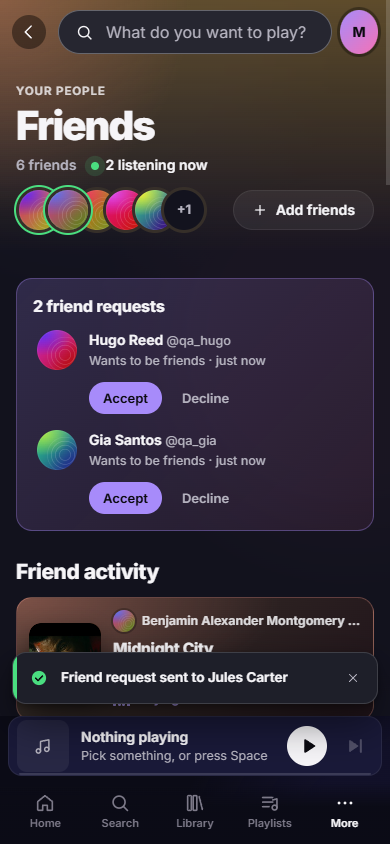 What do you want to play?
M
YOUR PEOPLE
Friends
6 friends 2 listening now
+1
Add friends
2 friend requests
Hugo Reed @qa_hugo
Wants to be friends · just now
Accept Decline
Gia Santos @qa_gia
Wants to be friends · just now
Accept Decline
Friend activity
Benjamin Alexander Montgomery ...
Midnight City
Friend request sent to Jules Carter
Nothing playing
Pick something, or press Space
Home Search Library Playlists More